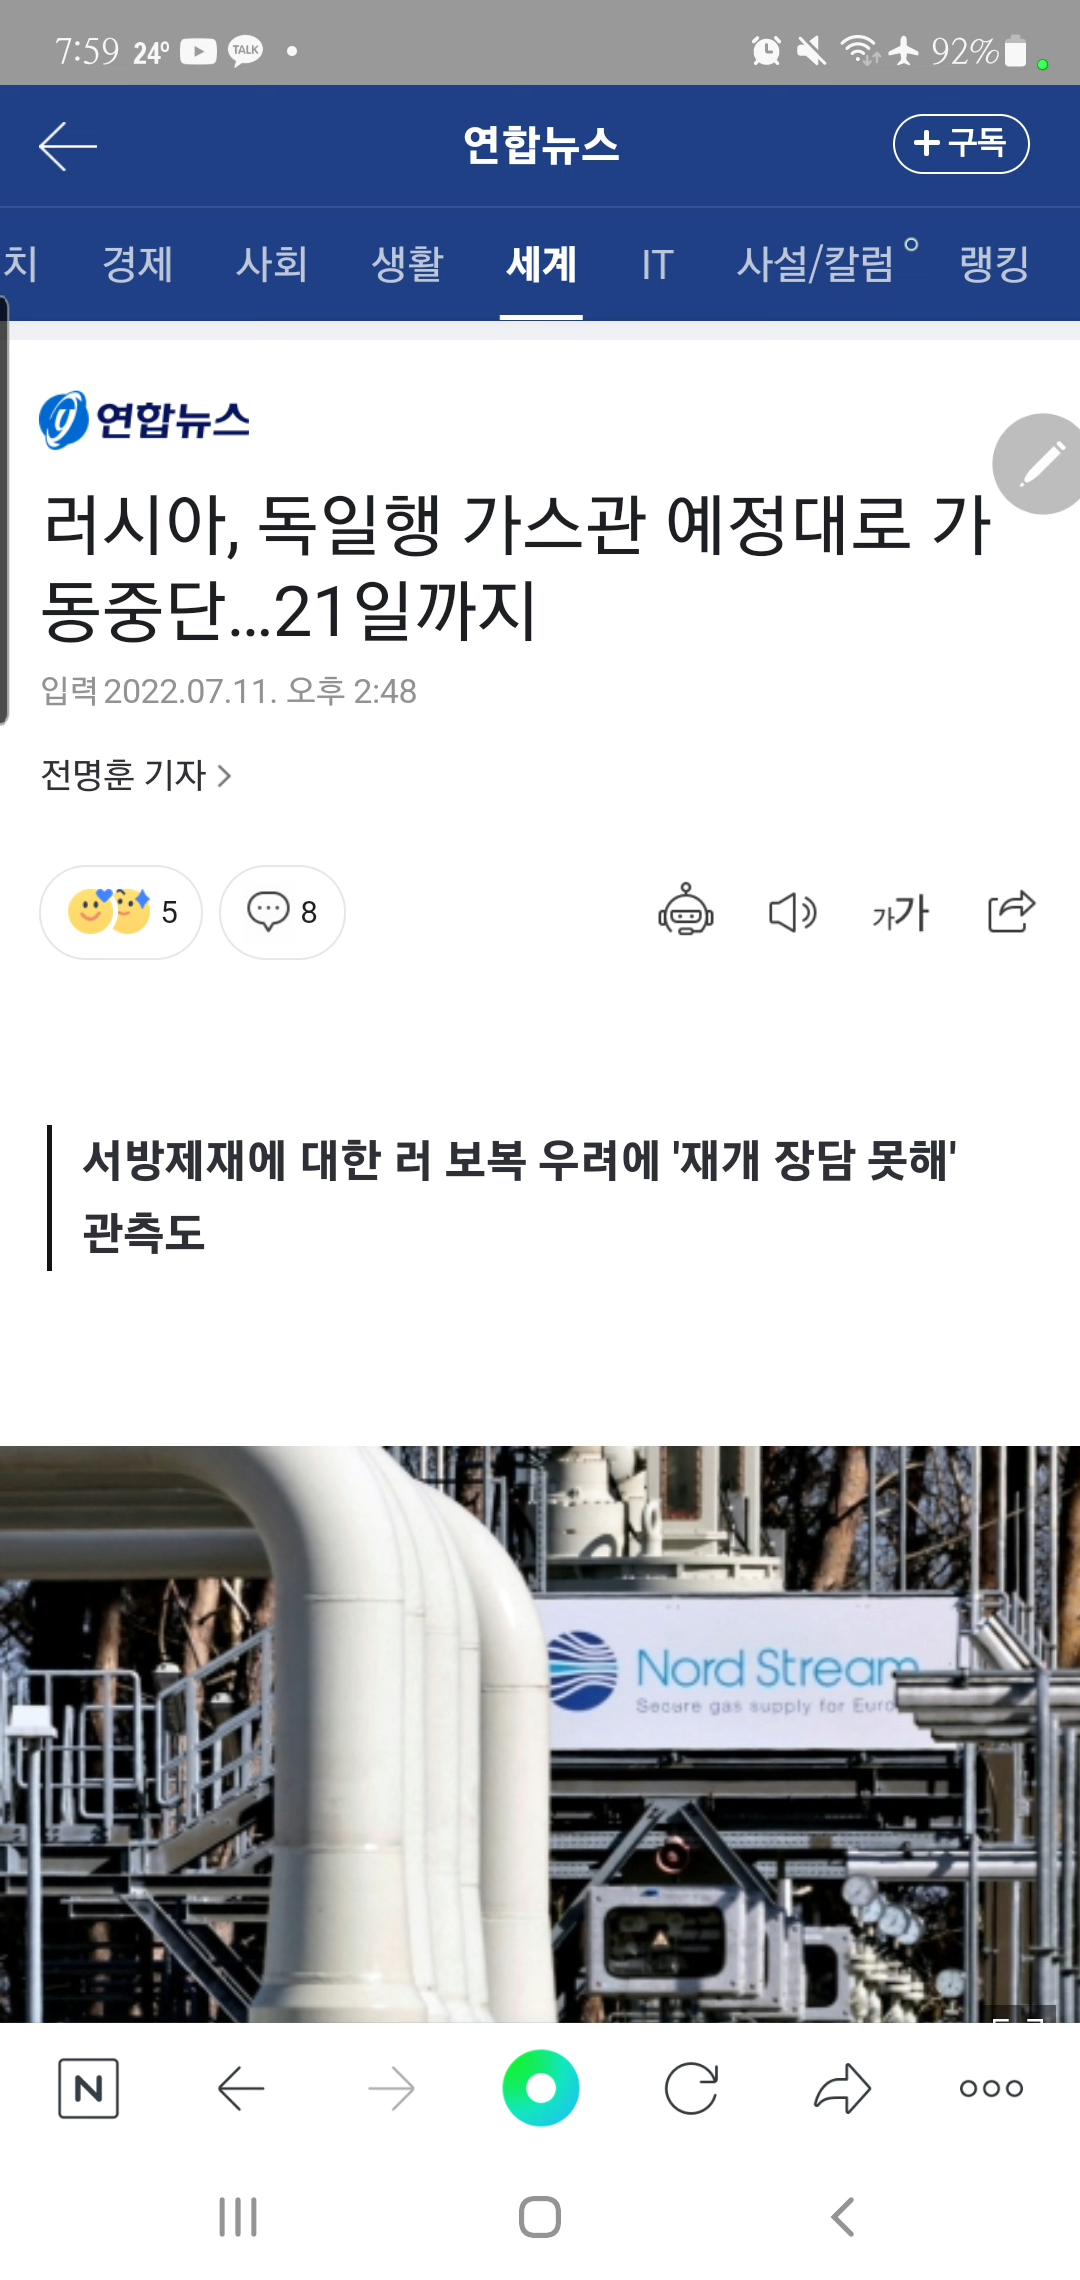 7:59 24° TALK 92%
연합뉴스
구독
치 경제 사회 생활 세계 IT 사설/칼럼 랭킹
연합뉴스
러시아, 독일행 가스관 예정대로 가
동중단...21일까지
입력 2022.07.11. 오후 2:48
전명훈 기자
5 8 가가
서방제재에 대한 러 보복 우려에 '재개 장담 못해'
관측도
Nord Stream
Secure gas supply for Euro
N